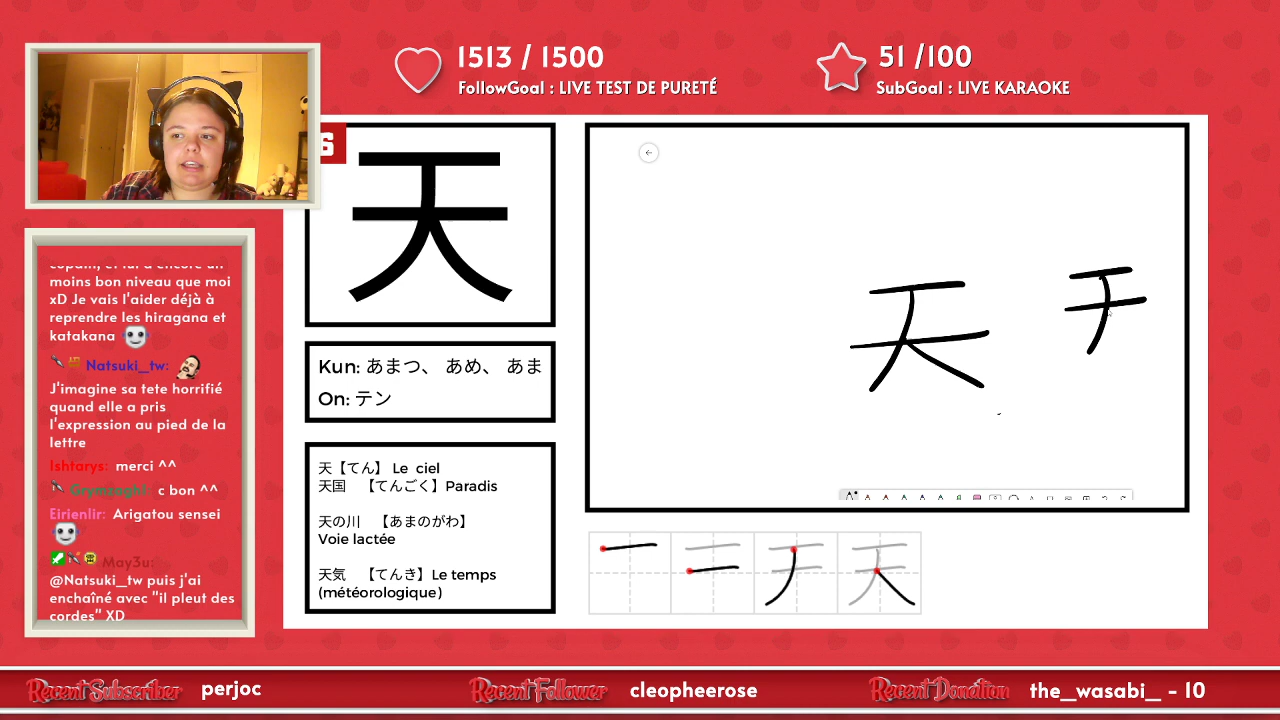 1513 / 1500
FollowGoal : LIVE TEST DE PURETÉ
51 /100
SubGoal : LIVE KARAOKE
moins bon niveau que moi
xD Je vais l'aider déjà à
reprendre les hiragana et
katakana
Natsuki_tw:
J'imagine sa tete horrifié
quand elle a pris
l'expression au pied de la
lettre
Ishtarys: merci ^^
c bon ^^
Eirienlir: Arigatou sensei
May3u:
@Natsuki_tw puis j'ai
enchaîné avec "il pleut des
cordes" XD
天
Kun: あまつ、 あめ、 あま
On: テン
天【てん】 Le ciel
天国 【てんごく】Paradis
天の川 【あまのがわ】
Voie lactée
天気 【てんき】Le temps
(météorologique)
天
Recent Subscriber perjoc
Recent Follower cleopheerose
Recent Donation the_wasabi_ - 10